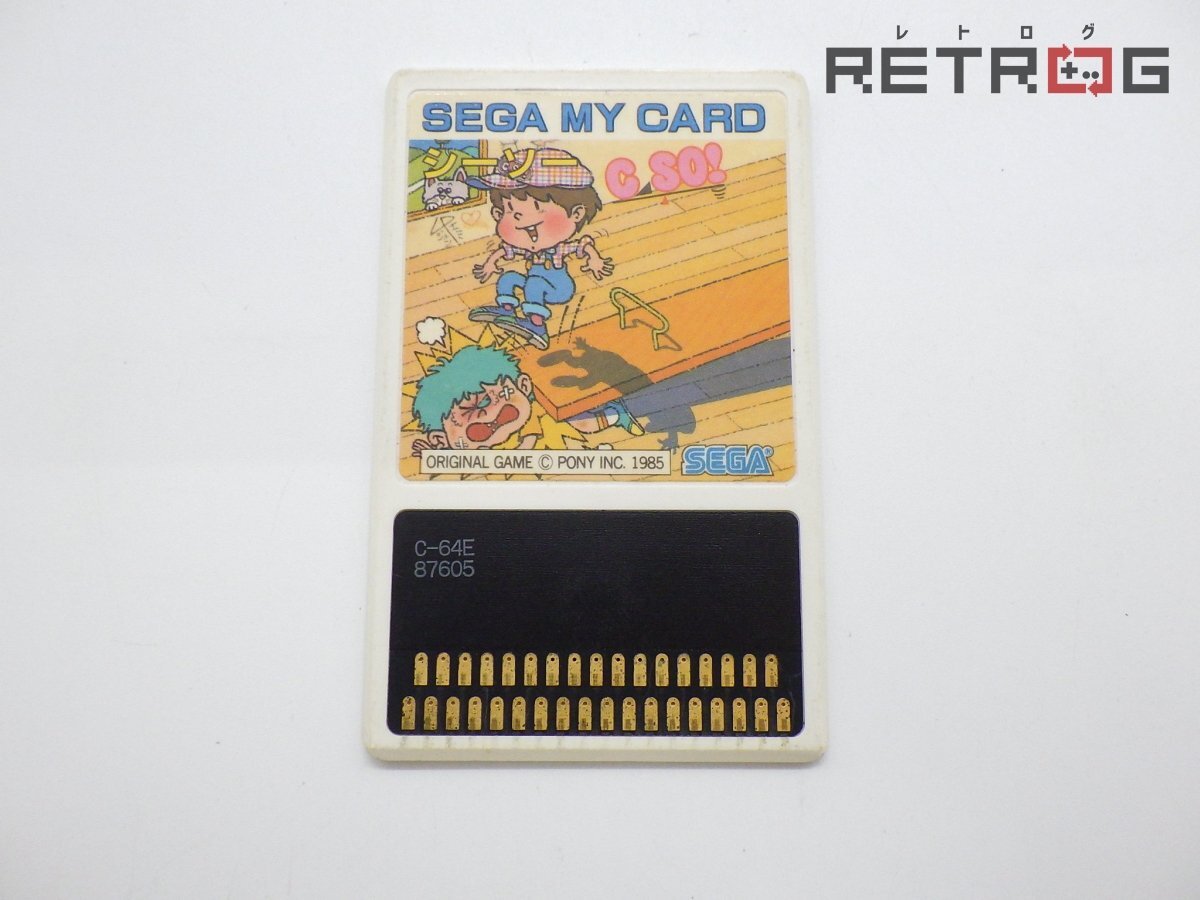 レトログ
RETROG
SEGA MY CARD
シーソー
C SO!
ORIGINAL GAME © PONY INC. 1985
SEGA®
C-64E
87605